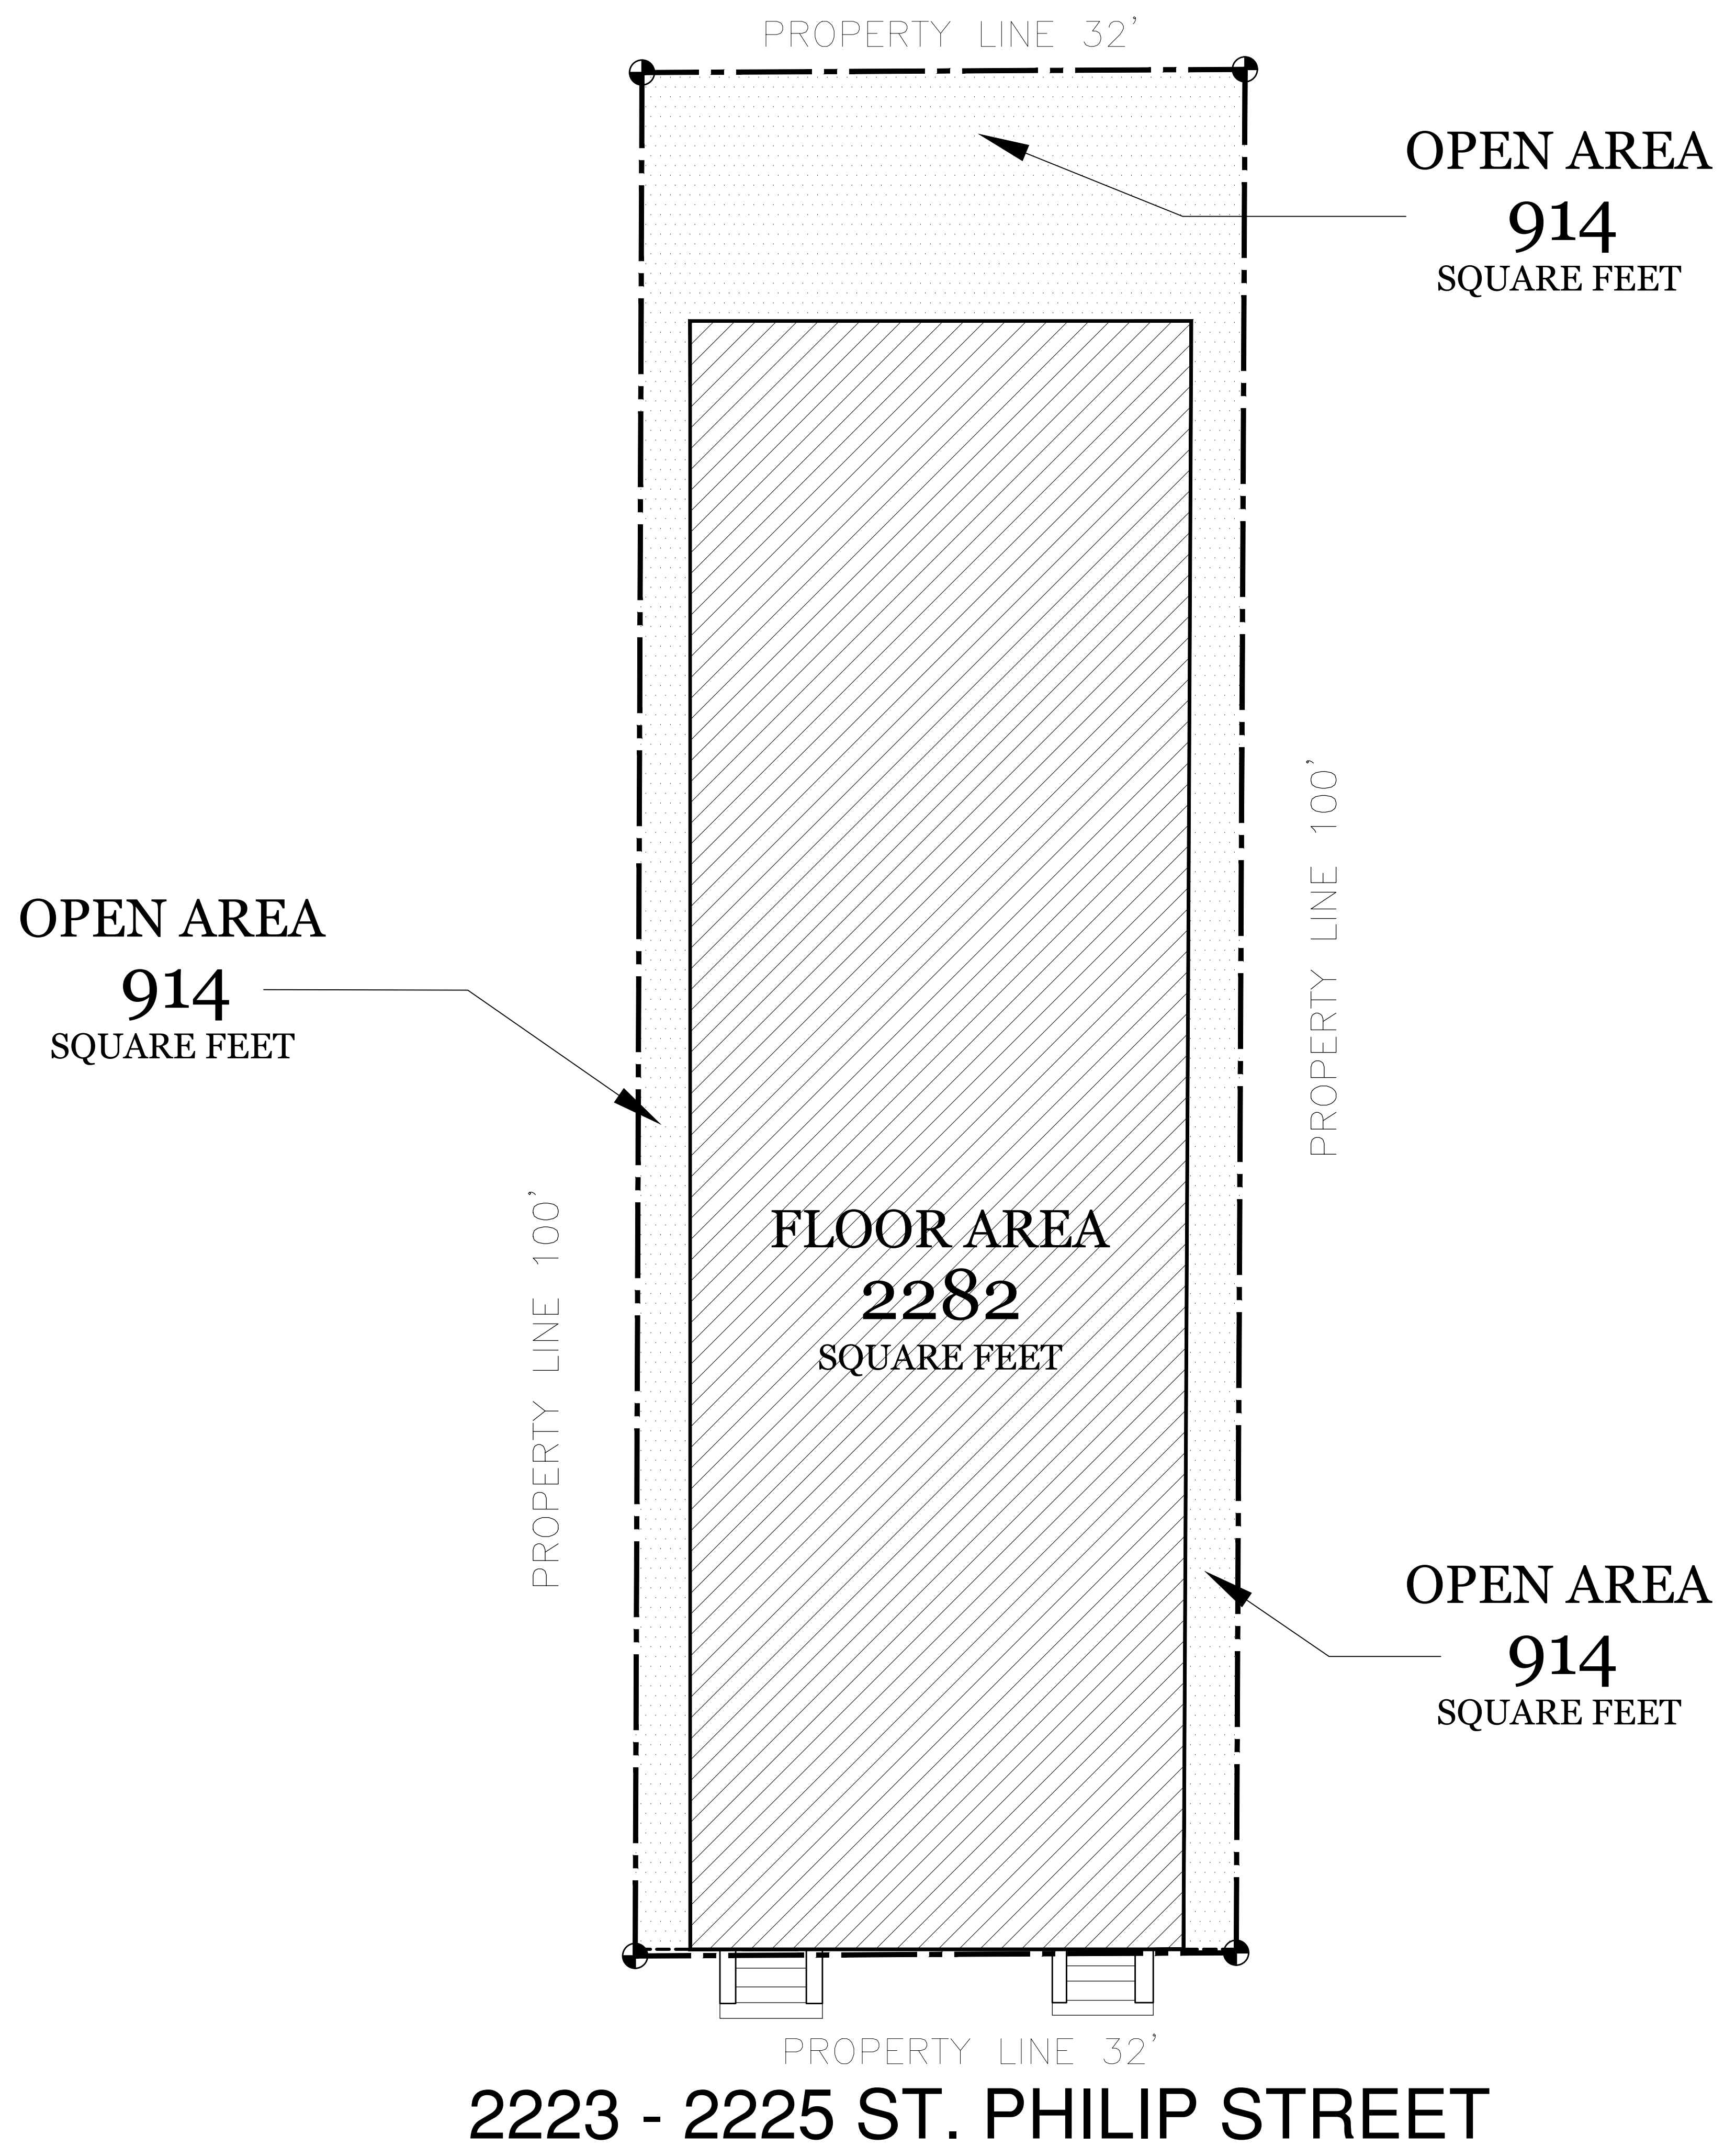 PROPERTY LINE 32'
OPEN AREA
914
SQUARE FEET
PROPERTY LINE 100'
OPEN AREA
914
SQUARE FEET
PROPERTY LINE 100'
FLOOR AREA
2282
SQUARE FEET
OPEN AREA
914
SQUARE FEET
PROPERTY LINE 32'
2223 - 2225 ST. PHILIP STREET